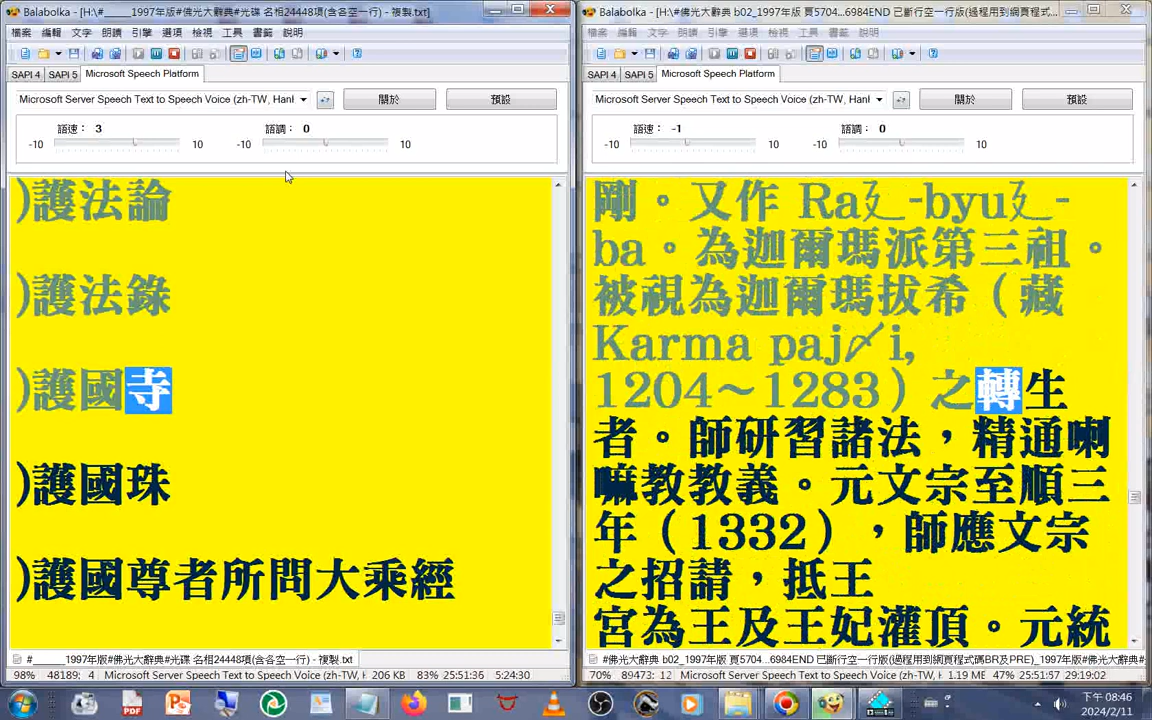 Balabolka - [H:\#_____1997年版#佛光大辭典#光碟 名相24448項(含各空一行) - 複製.txt]
檔案 編輯 文字 朗讀 引擎 選項 檢視 工具 書籤 說明
SAPI 4 SAPI 5 Microsoft Speech Platform
Microsoft Server Speech Text to Speech Voice (zh-TW, Hanl
關於 預設
語速： 3 語調： 0
-10 10 -10 10
)護法論
)護法錄
)護國寺
)護國珠
)護國尊者所問大乘經
#_____1997年版#佛光大辭典#光碟 名相24448項(含各空一行) - 複製.txt
98% 48189; 4 Microsoft Server Speech Text to Speech Voice (zh-TW, H 206 KB 83% 25:51:36 5:24:30
Balabolka - [H:\#佛光大辭典 b02_1997年版 頁5704...6984END 已斷行空一行版(過程用到網頁程式...
檔案 編輯 文字 朗讀 引擎 選項 檢視 工具 書籤 說明
SAPI 4 SAPI 5 Microsoft Speech Platform
Microsoft Server Speech Text to Speech Voice (zh-TW, Hanl
關於 預設
語速： -1 語調： 0
-10 10 -10 10
剛。又作 Ra廴-byu廴-
ba。為迦爾瑪派第三祖。
被視為迦爾瑪拔希（藏
Karma paj〆i,
1204～1283）之轉生
者。師研習諸法，精通喇
嘛教教義。元文宗至順三
年（1332），師應文宗
之招請，抵王
宮為王及王妃灌頂。元統
#佛光大辭典 b02_1997年版 頁5704...6984END 已斷行空一行版(過程用到網頁程式碼BR及PRE)_1997年版#佛光大辭典#
70% 89473; 12 Microsoft Server Speech Text to Speech Voice (zh-TW, H 1.19 ME 47% 25:51:57 29:19:02
下午 08:46
2024/2/11